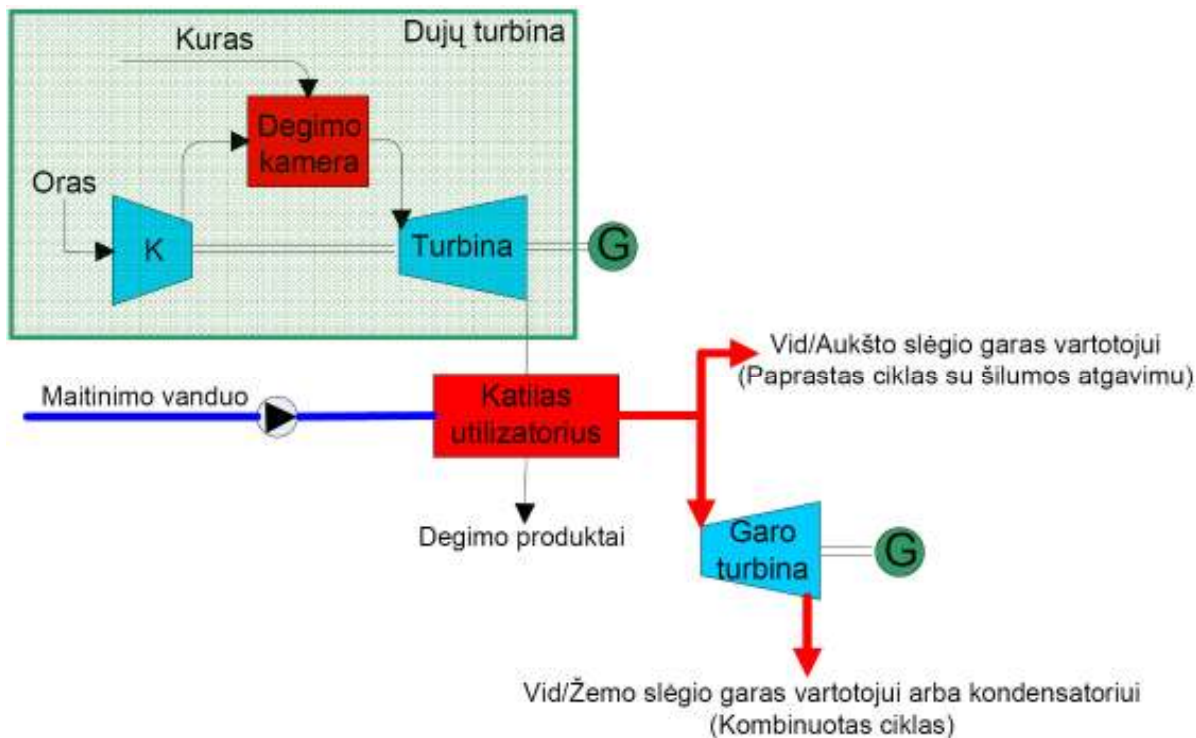 Dujų turbina
Kuras
Degimo
kamera
Oras
K
Turbina
G
Vid/Aukšto slėgio garas vartotojui
(Paprastas ciklas su šilumos atgavimu)
Maitinimo vanduo
Katilas
utilizatorius
Degimo produktai
Garo
turbina
G
Vid/Žemo slėgio garas vartotojui arba kondensatoriui
(Kombinuotas ciklas)